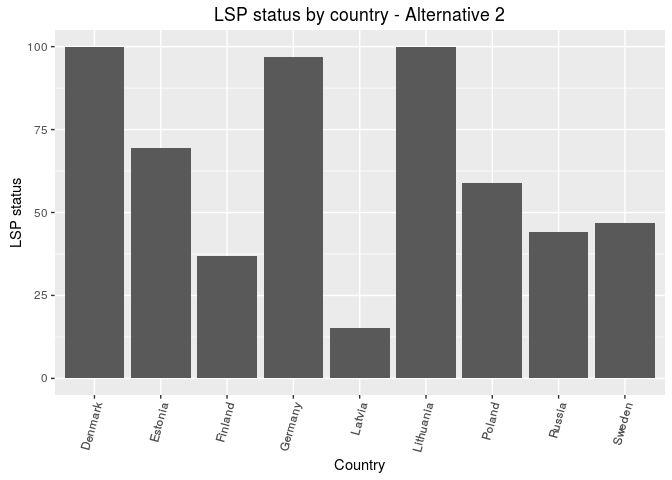 LSP status by country - Alternative 2
LSP status
100
75
50
25
0
Denmark
Estonia
Finland
Germany
Latvia
Lithuania
Poland
Russia
Sweden
Country